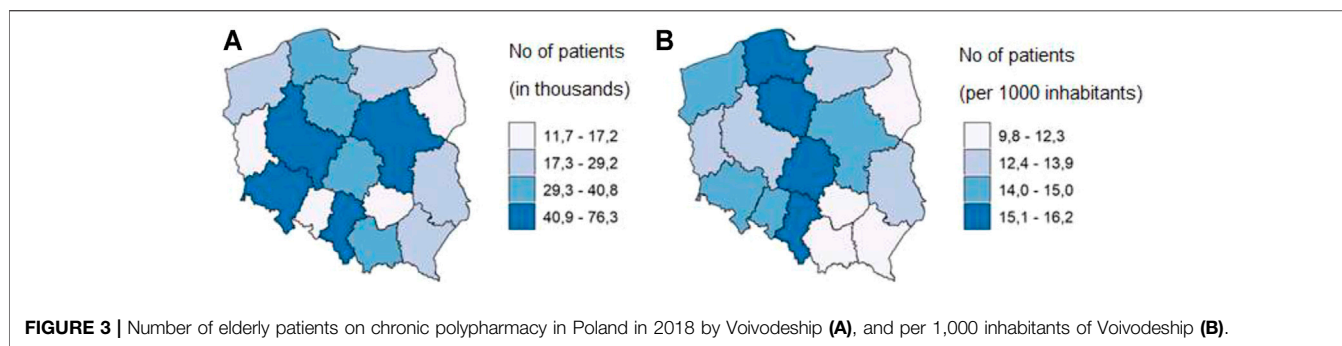 A
No of patients
(in thousands)
11,7 - 17,2
17,3 - 29,2
29,3 - 40,8
40,9 - 76,3
B
No of patients
(per 1000 inhabitants)
9,8 - 12,3
12,4 - 13,9
14,0 - 15,0
15,1 - 16,2
FIGURE 3 | Number of elderly patients on chronic polypharmacy in Poland in 2018 by Voivodeship (A), and per 1,000 inhabitants of Voivodeship (B).